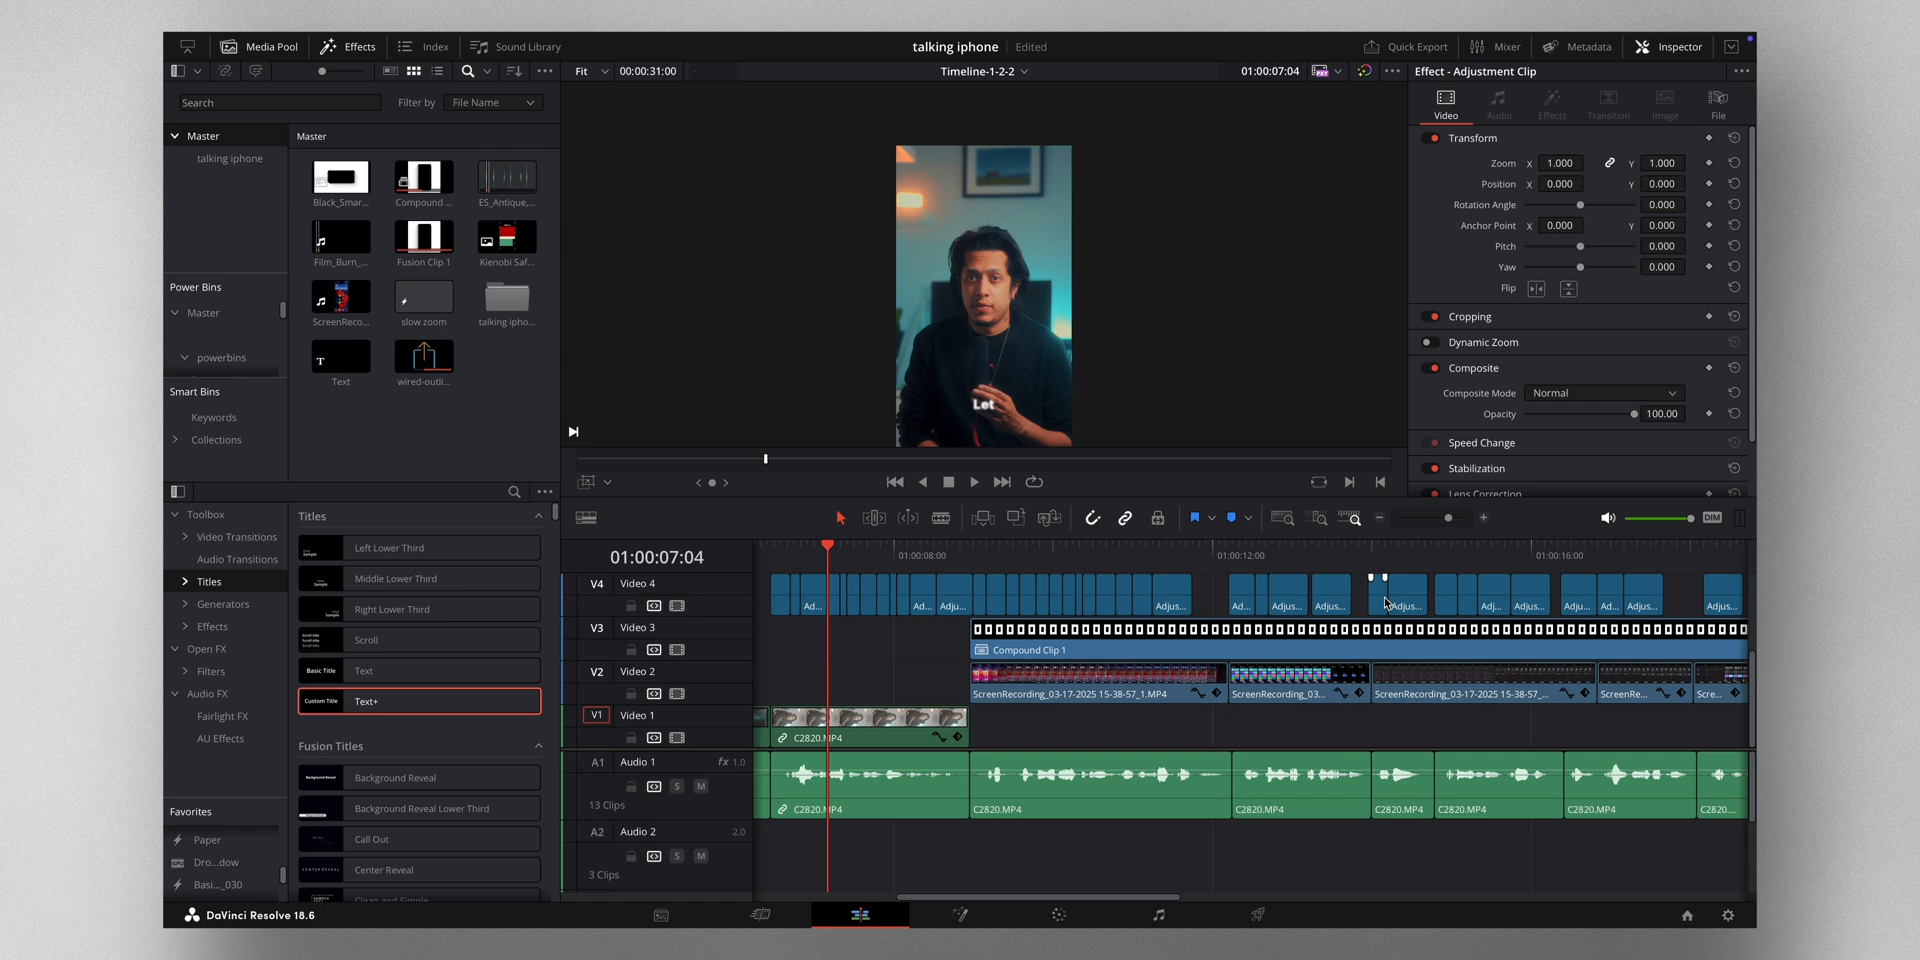 Media Pool
Effects
Index
Sound Library
talking iphone
Edited
Quick Export
Mixer
Metadata
Inspector
Fit
00:00:31:00
Timeline-1-2-2
01:00:07:04
Effect - Adjustment Clip
Search
Filter by
File Name
Video
Audio
Effects
Transition
Image
File
Master
talking iphone
Master
Black_Smar...
Compound ...
ES_Antique,...
Film_Burn_...
Fusion Clip 1
Kienobi Saf...
ScreenReco...
slow zoom
talking ipho...
Text
wired-outli...
Power Bins
Master
powerbins
Smart Bins
Keywords
Collections
Let
Transform
Zoom X 1.000 Y 1.000
Position X 0.000 Y 0.000
Rotation Angle 0.000
Anchor Point X 0.000 Y 0.000
Pitch 0.000
Yaw 0.000
Flip
Cropping
Dynamic Zoom
Composite
Composite Mode Normal
Opacity 100.00
Speed Change
Stabilization
Lens Correction
Toolbox
Video Transitions
Audio Transitions
Titles
Generators
Effects
Open FX
Filters
Audio FX
Fairlight FX
AU Effects
Favorites
Paper
Dro...dow
Basi..._030
Titles
Left Lower Third
Middle Lower Third
Right Lower Third
Scroll
Basic Title Text
Custom Title Text+
Fusion Titles
Background Reveal
Background Reveal Lower Third
Call Out
Center Reveal
Clean and Simple
DIM
01:00:07:04
01:00:08:00
01:00:12:00
01:00:16:00
V4 Video 4
Ad... Ad... Adju... Adjus... Ad... Adjus... Adjus... Adjus... Adj... Adjus... Adju... Ad... Adju... Adjus...
V3 Video 3
Compound Clip 1
V2 Video 2
ScreenRecording_03-17-2025 15-38-57_1.MP4
ScreenRecording_03...
ScreenRecording_03-17-2025 15-38-57_...
ScreenRe...
Scre...
V1 Video 1
C2820.MP4
A1 Audio 1 fx 1.0
S M
13 Clips
C2820.MP4
C2820.MP4
C2820.MP4
C2820.MP4
C2820.MP4
C2820.MP4
C2820....
A2 Audio 2 2.0
S M
3 Clips
DaVinci Resolve 18.6